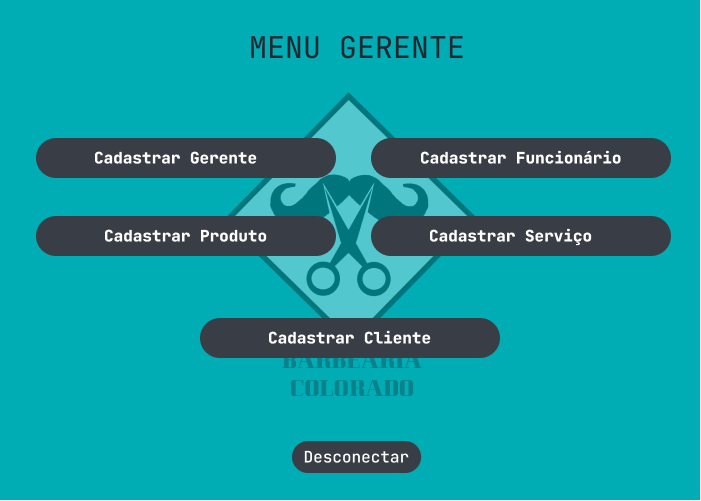 MENU GERENTE
Cadastrar Gerente
Cadastrar Funcionário
Cadastrar Produto
Cadastrar Serviço
Cadastrar Cliente
BARBEARIA
COLORADO
Desconectar